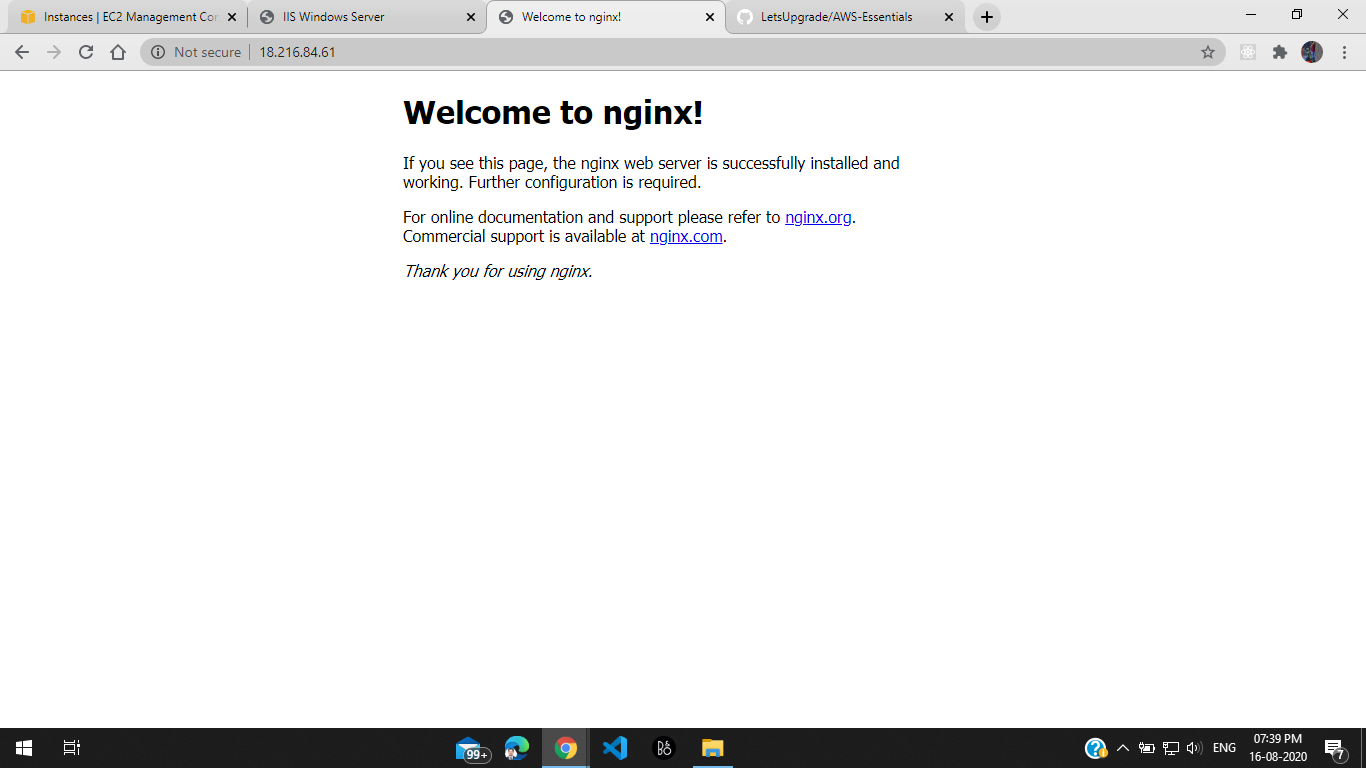 Instances | EC2 Management Con
IIS Windows Server
Welcome to nginx!
LetsUpgrade/AWS-Essentials
Not secure
18.216.84.61
Welcome to nginx!
If you see this page, the nginx web server is successfully installed and
working. Further configuration is required.
For online documentation and support please refer to nginx.org.
Commercial support is available at nginx.com.
Thank you for using nginx.
99+
ENG
07:39 PM
16-08-2020
7